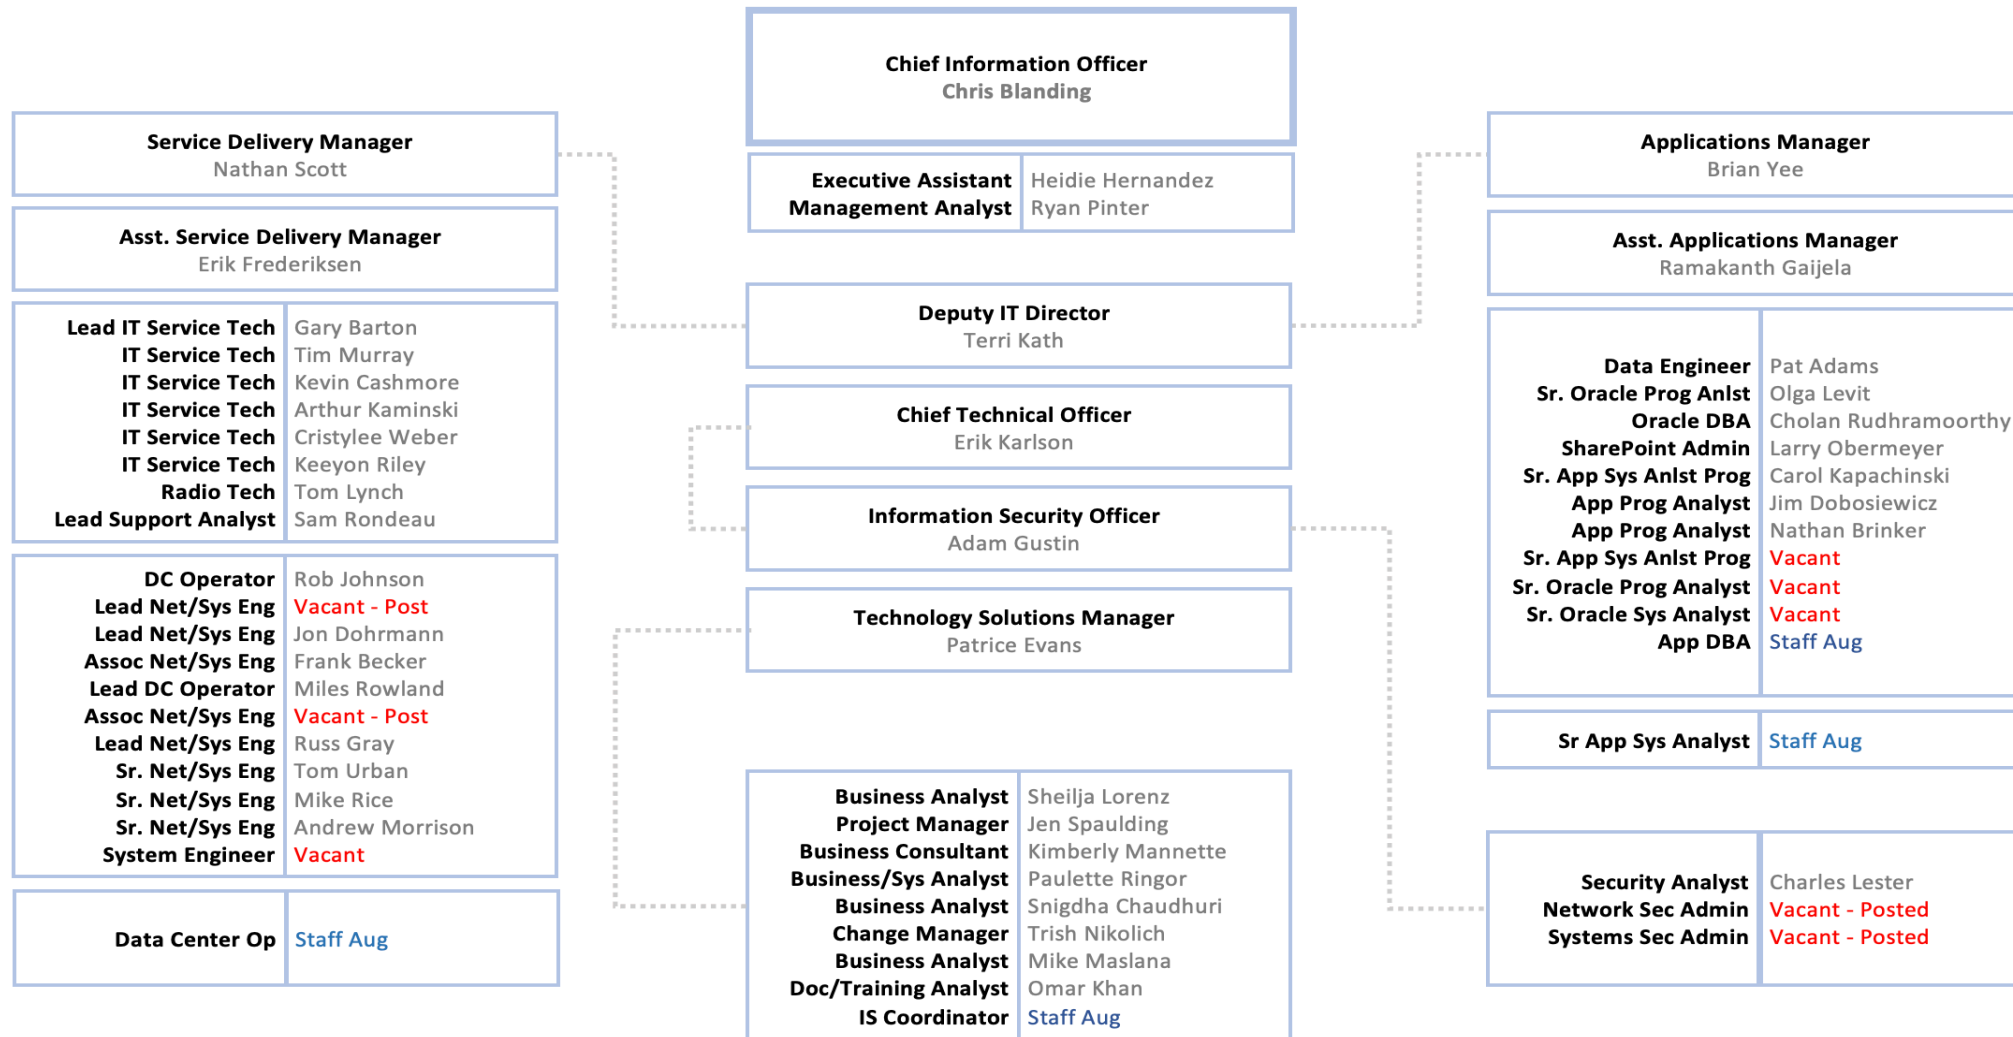 Chief Information Officer
Chris Blanding
Executive Assistant Heidie Hernandez
Management Analyst Ryan Pinter
Service Delivery Manager
Nathan Scott
Asst. Service Delivery Manager
Erik Frederiksen
Lead IT Service Tech Gary Barton
IT Service Tech Tim Murray
IT Service Tech Kevin Cashmore
IT Service Tech Arthur Kaminski
IT Service Tech Cristylee Weber
IT Service Tech Keeyon Riley
Radio Tech Tom Lynch
Lead Support Analyst Sam Rondeau
DC Operator Rob Johnson
Lead Net/Sys Eng Vacant - Post
Lead Net/Sys Eng Jon Dohrmann
Assoc Net/Sys Eng Frank Becker
Lead DC Operator Miles Rowland
Assoc Net/Sys Eng Vacant - Post
Lead Net/Sys Eng Russ Gray
Sr. Net/Sys Eng Tom Urban
Sr. Net/Sys Eng Mike Rice
Sr. Net/Sys Eng Andrew Morrison
System Engineer Vacant
Data Center Op Staff Aug
Deputy IT Director
Terri Kath
Chief Technical Officer
Erik Karlson
Information Security Officer
Adam Gustin
Technology Solutions Manager
Patrice Evans
Business Analyst Sheilja Lorenz
Project Manager Jen Spaulding
Business Consultant Kimberly Mannette
Business/Sys Analyst Paulette Ringor
Business Analyst Snigdha Chaudhuri
Change Manager Trish Nikolich
Business Analyst Mike Maslana
Doc/Training Analyst Omar Khan
IS Coordinator Staff Aug
Applications Manager
Brian Yee
Asst. Applications Manager
Ramakanth Gaijela
Data Engineer Pat Adams
Sr. Oracle Prog Anlst Olga Levit
Oracle DBA Cholan Rudhramoorthy
SharePoint Admin Larry Obermeyer
Sr. App Sys Anlst Prog Carol Kapachinski
App Prog Analyst Jim Dobosiewicz
App Prog Analyst Nathan Brinker
Sr. App Sys Anlst Prog Vacant
Sr. Oracle Prog Analyst Vacant
Sr. Oracle Sys Analyst Vacant
App DBA Staff Aug
Sr App Sys Analyst Staff Aug
Security Analyst Charles Lester
Network Sec Admin Vacant - Posted
Systems Sec Admin Vacant - Posted